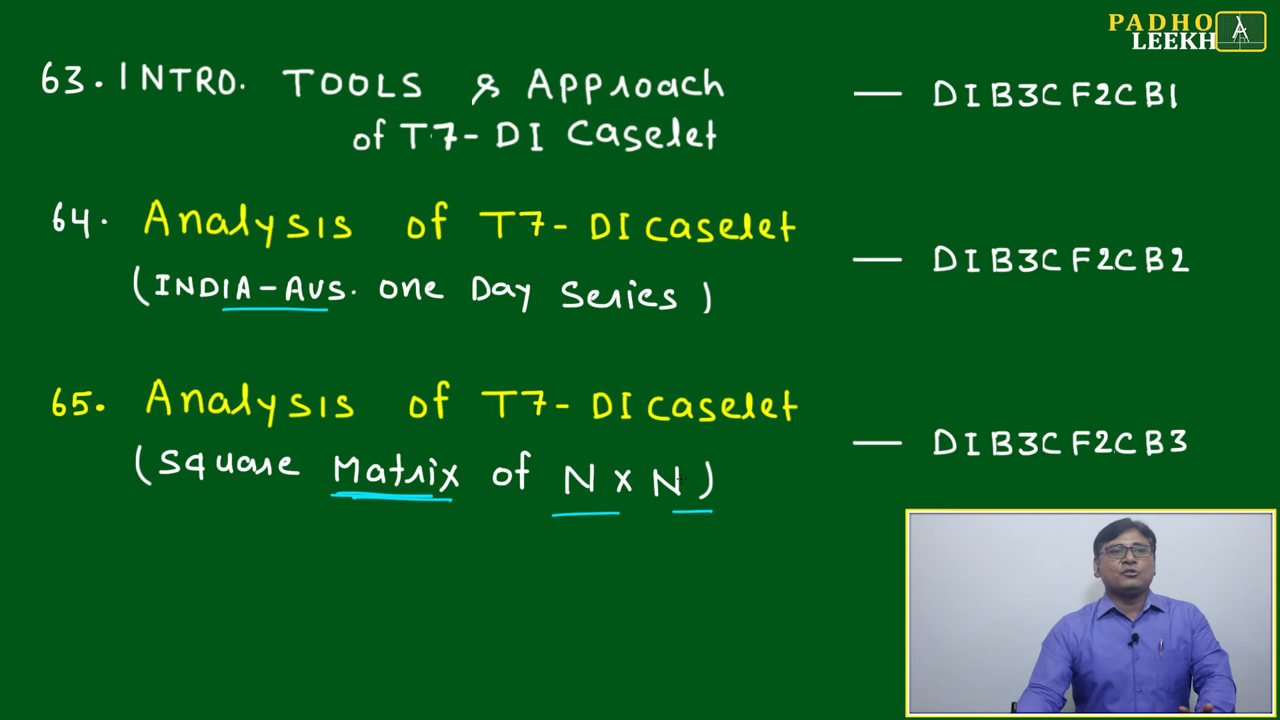 PADHO
LEEKH
63. INTRO. TOOLS & Approach — DIB3CF2CB1
of T7-DI Caselet
64. Analysis of T7-DI caselet — DIB3CF2CB2
(INDIA-AUS. one Day Series)
65. Analysis of T7-DI caselet — DIB3CF2CB3
(Square Matrix of N x N)